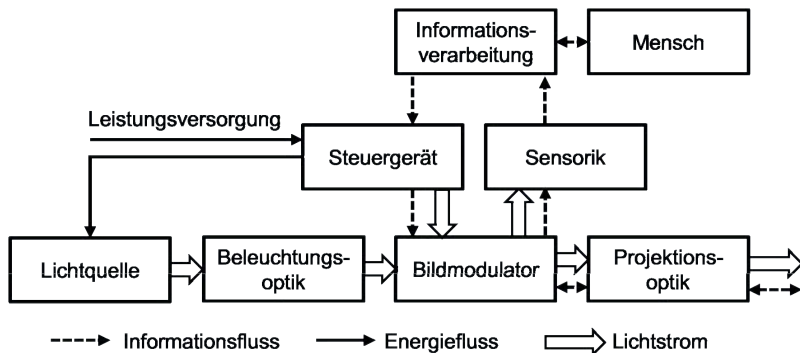 Informations-
verarbeitung
Mensch
Leistungsversorgung
Steuergerät
Sensorik
Lichtquelle
Beleuchtungs-
optik
Bildmodulator
Projektions-
optik
Informationsfluss
Energiefluss
Lichtstrom